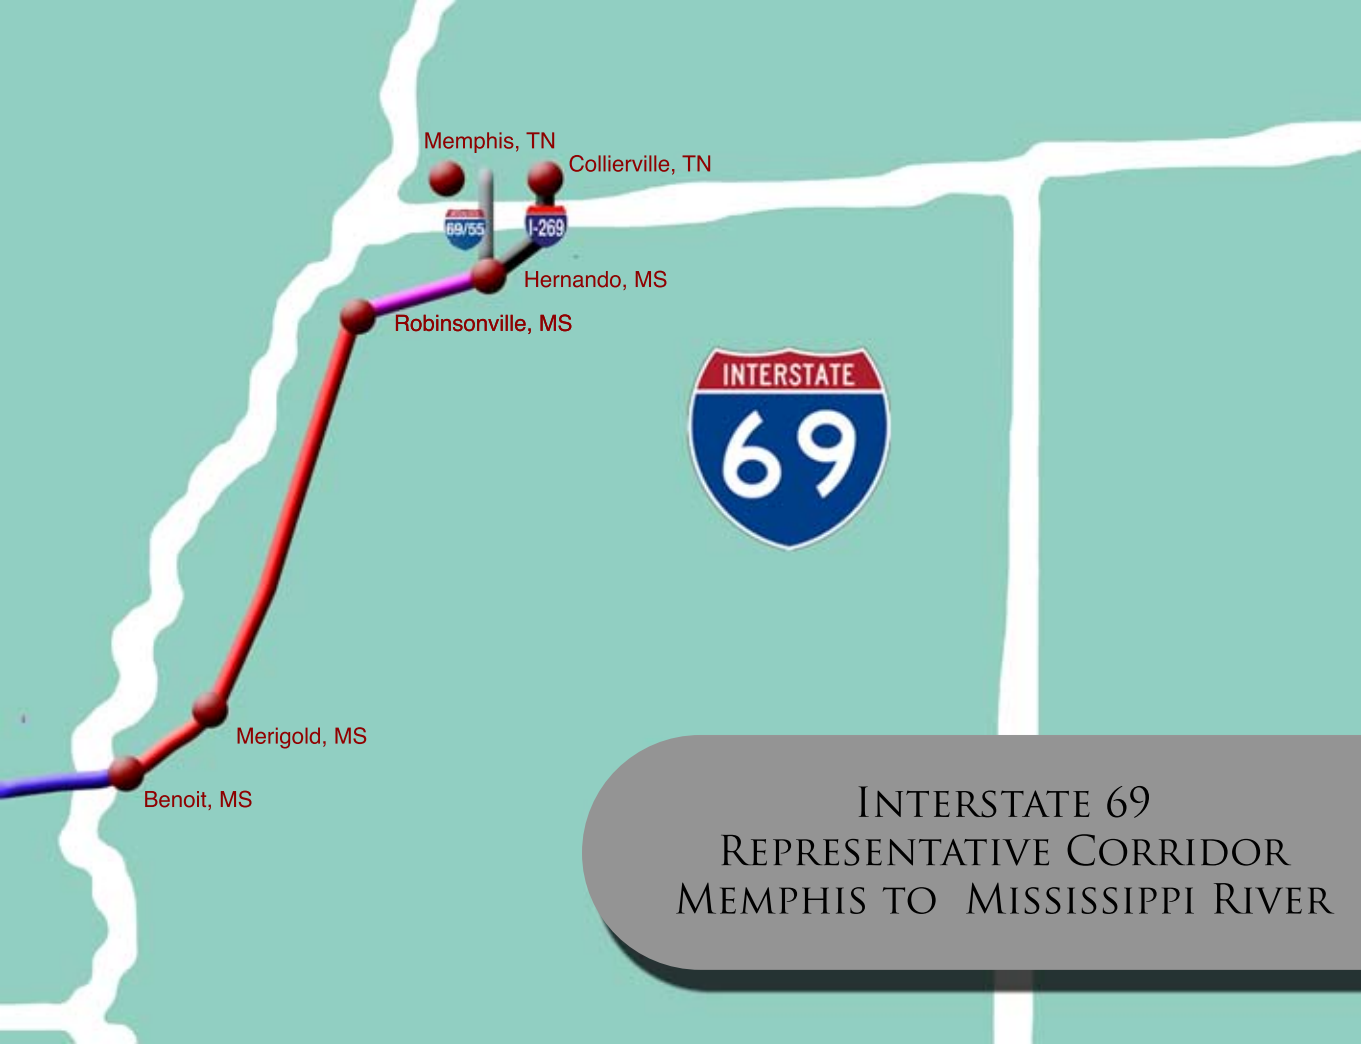 Memphis, TN
Collierville, TN
69/55
I-269
Hernando, MS
Robinsonville, MS
INTERSTATE
69
Merigold, MS
Benoit, MS
Interstate 69
Representative Corridor
Memphis to Mississippi River